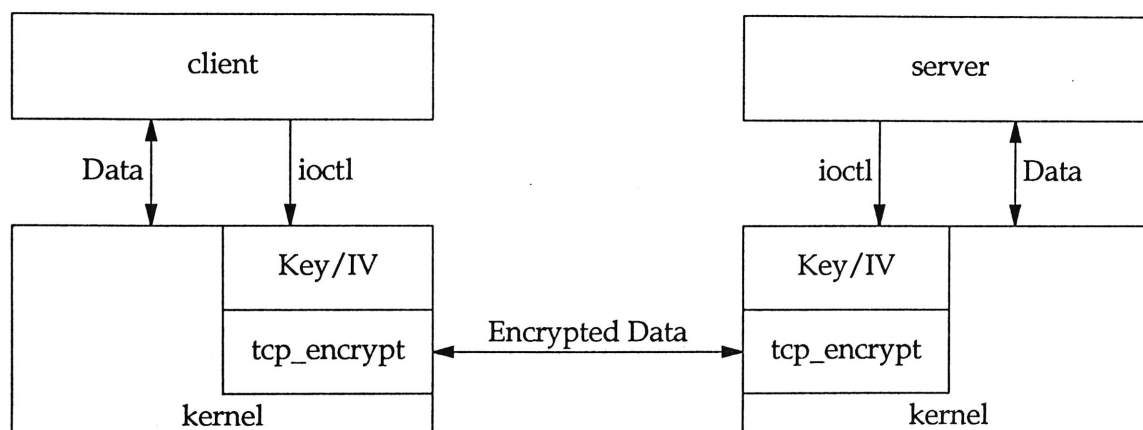 client
server
Data
ioctl
ioctl
Data
Key/IV
Key/IV
Encrypted Data
tcp_encrypt
tcp_encrypt
kernel
kernel